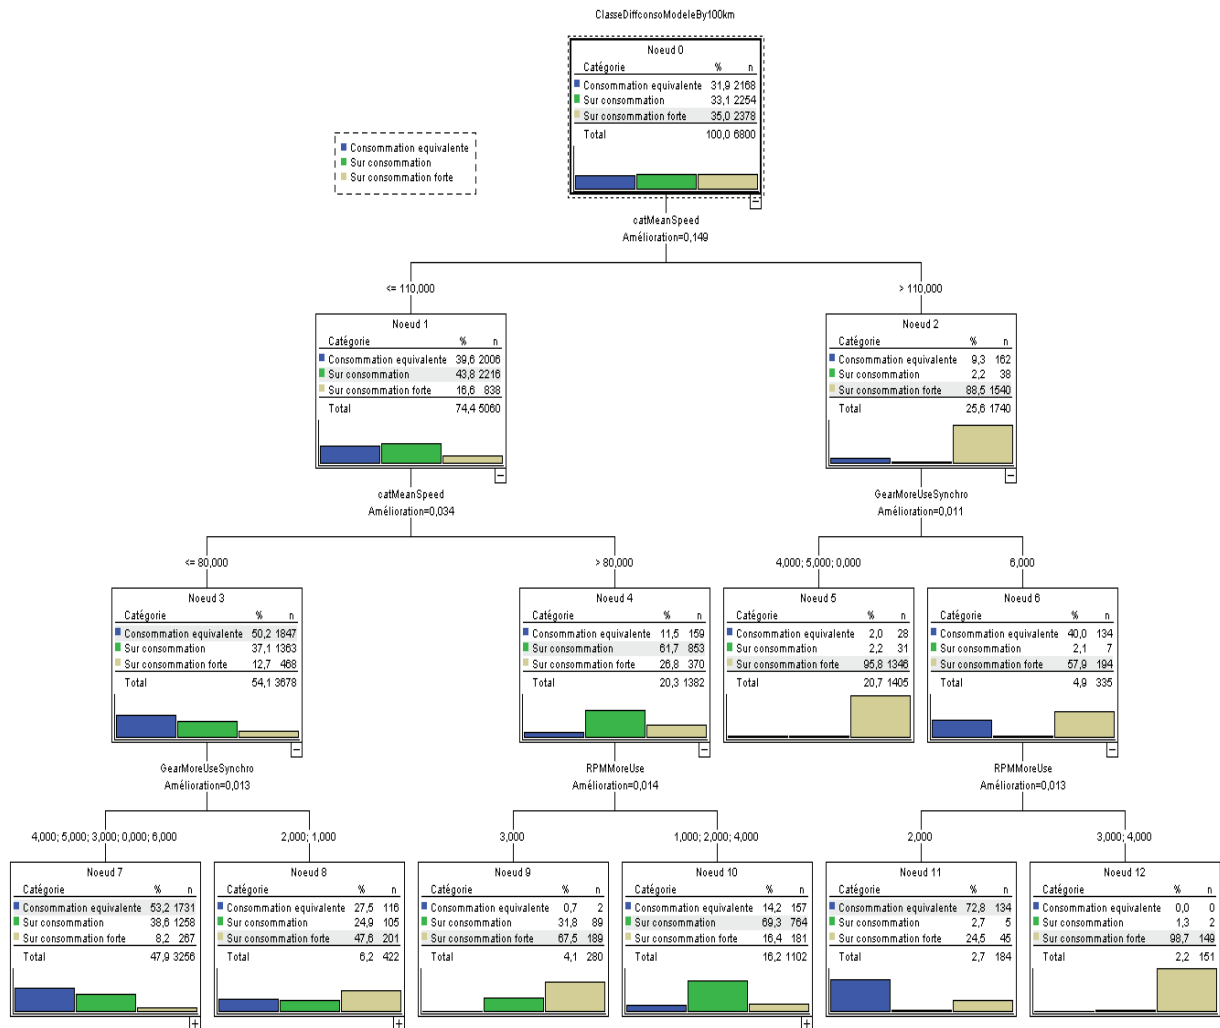 ClasseDiffconsoModeleBy100km
Noeud 0
Catégorie % n
Consommation equivalente 31,9 2168
Sur consommation 33,1 2254
Sur consommation forte 35,0 2378
Total 100,0 6800
Consommation equivalente
Sur consommation
Sur consommation forte
catMeanSpeed
Amélioration=0,149
<= 110,000
> 110,000
Noeud 1
Catégorie % n
Consommation equivalente 39,6 2006
Sur consommation 43,8 2216
Sur consommation forte 16,6 838
Total 74,4 5060
Noeud 2
Catégorie % n
Consommation equivalente 9,3 162
Sur consommation 2,2 38
Sur consommation forte 88,5 1540
Total 25,6 1740
catMeanSpeed
Amélioration=0,034
GearMoreUseSynchro
Amélioration=0,011
<= 80,000
> 80,000
4,000; 5,000; 0,000
6,000
Noeud 3
Catégorie % n
Consommation equivalente 50,2 1847
Sur consommation 37,1 1363
Sur consommation forte 12,7 468
Total 54,1 3678
Noeud 4
Catégorie % n
Consommation equivalente 11,5 159
Sur consommation 61,7 853
Sur consommation forte 26,8 370
Total 20,3 1382
Noeud 5
Catégorie % n
Consommation equivalente 2,0 28
Sur consommation 2,2 31
Sur consommation forte 95,8 1346
Total 20,7 1405
Noeud 6
Catégorie % n
Consommation equivalente 40,0 134
Sur consommation 2,1 7
Sur consommation forte 57,9 194
Total 4,9 335
GearMoreUseSynchro
Amélioration=0,013
RPMMoreUse
Amélioration=0,014
RPMMoreUse
Amélioration=0,013
4,000; 5,000; 3,000; 0,000; 6,000
2,000; 1,000
3,000
1,000; 2,000; 4,000
2,000
3,000; 4,000
Noeud 7
Catégorie % n
Consommation equivalente 53,2 1731
Sur consommation 38,6 1258
Sur consommation forte 8,2 267
Total 47,9 3256
Noeud 8
Catégorie % n
Consommation equivalente 27,5 116
Sur consommation 24,9 105
Sur consommation forte 47,6 201
Total 6,2 422
Noeud 9
Catégorie % n
Consommation equivalente 0,7 2
Sur consommation 31,8 89
Sur consommation forte 67,5 189
Total 4,1 280
Noeud 10
Catégorie % n
Consommation equivalente 14,2 157
Sur consommation 69,3 764
Sur consommation forte 16,4 181
Total 16,2 1102
Noeud 11
Catégorie % n
Consommation equivalente 72,8 134
Sur consommation 2,7 5
Sur consommation forte 24,5 45
Total 2,7 184
Noeud 12
Catégorie % n
Consommation equivalente 0,0 0
Sur consommation 1,3 2
Sur consommation forte 98,7 149
Total 2,2 151